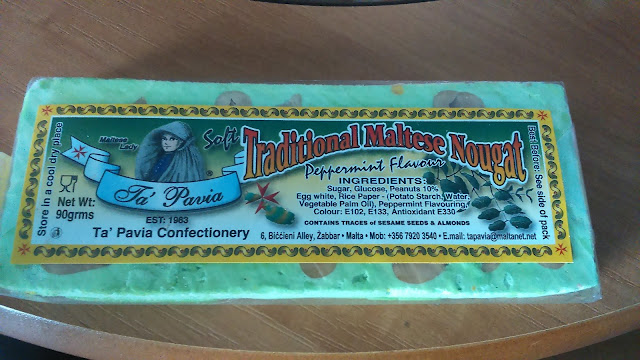 Store in a cool dry place
Net Wt:
90grms
Maltese
Lady
Ta' Pavia
EST: 1963
Ta' Pavia Confectionery
Soft
Traditional Maltese Nougat
Peppermint Flavour
INGREDIENTS:
Sugar, Glucose, Peanuts 10%
Egg white, Rice Paper - (Potato Starch, Water,
Vegetable Palm Oil), Peppermint Flavouring,
Colour: E102, E133, Antioxidant E330
CONTAINS TRACES of SESAME SEEDS & ALMONDS
6, Biċċieni Alley, Żabbar • Malta • Mob: +356 7920 3540 • E.mail: tapavia@maltanet.net
Best Before: See side of pack